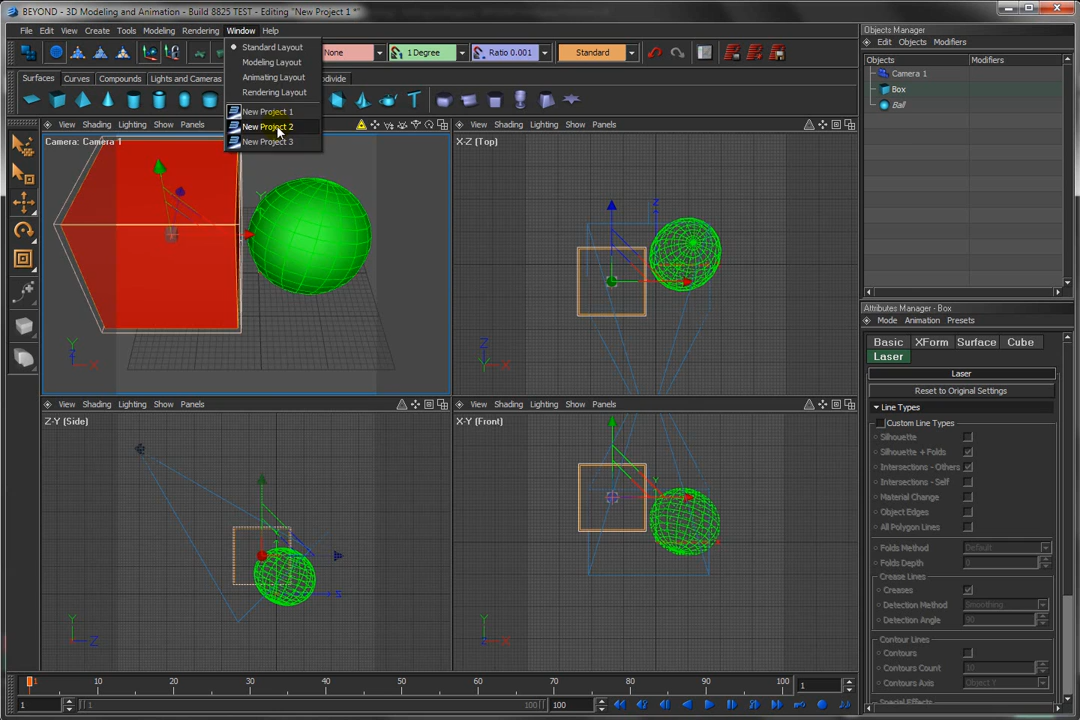 BEYOND - 3D Modeling and Animation - Build 8825 TEST - Editing "New Project 1 *"
File Edit View Create Tools Modeling Rendering Window Help
Standard Layout
Modeling Layout
Animating Layout
Rendering Layout
New Project 1
New Project 2
New Project 3
None 1 Degree Ratio 0.001 Standard
Surfaces Curves Compounds Lights and Cameras
View Shading Lighting Show Panels
Camera: Camera 1
Y Z X
View Shading Lighting Show Panels
X-Z (Top)
Z X Y
View Shading Lighting Show Panels
Z-Y (Side)
Y Z
View Shading Lighting Show Panels
X-Y (Front)
Y X
Objects Manager
Edit Objects Modifiers
Objects Modifiers
Camera 1
Box
Ball
Attributes Manager - Box
Mode Animation Presets
Basic XForm Surface Cube
Laser
Laser
Reset to Original Settings
Line Types
Custom Line Types
Silhouette
Silhouette + Folds
Intersections - Others
Intersections - Self
Material Change
Object Edges
All Polygon Lines
Folds Method Default
Folds Depth 0
Crease Lines
Creases
Detection Method Smoothing
Detection Angle 90
Contour Lines
Contours
Contours Count 10
Contours Axis Object Y
Special Effects
1 10 20 30 40 50 60 70 80 90 100 1
1 1 100 100